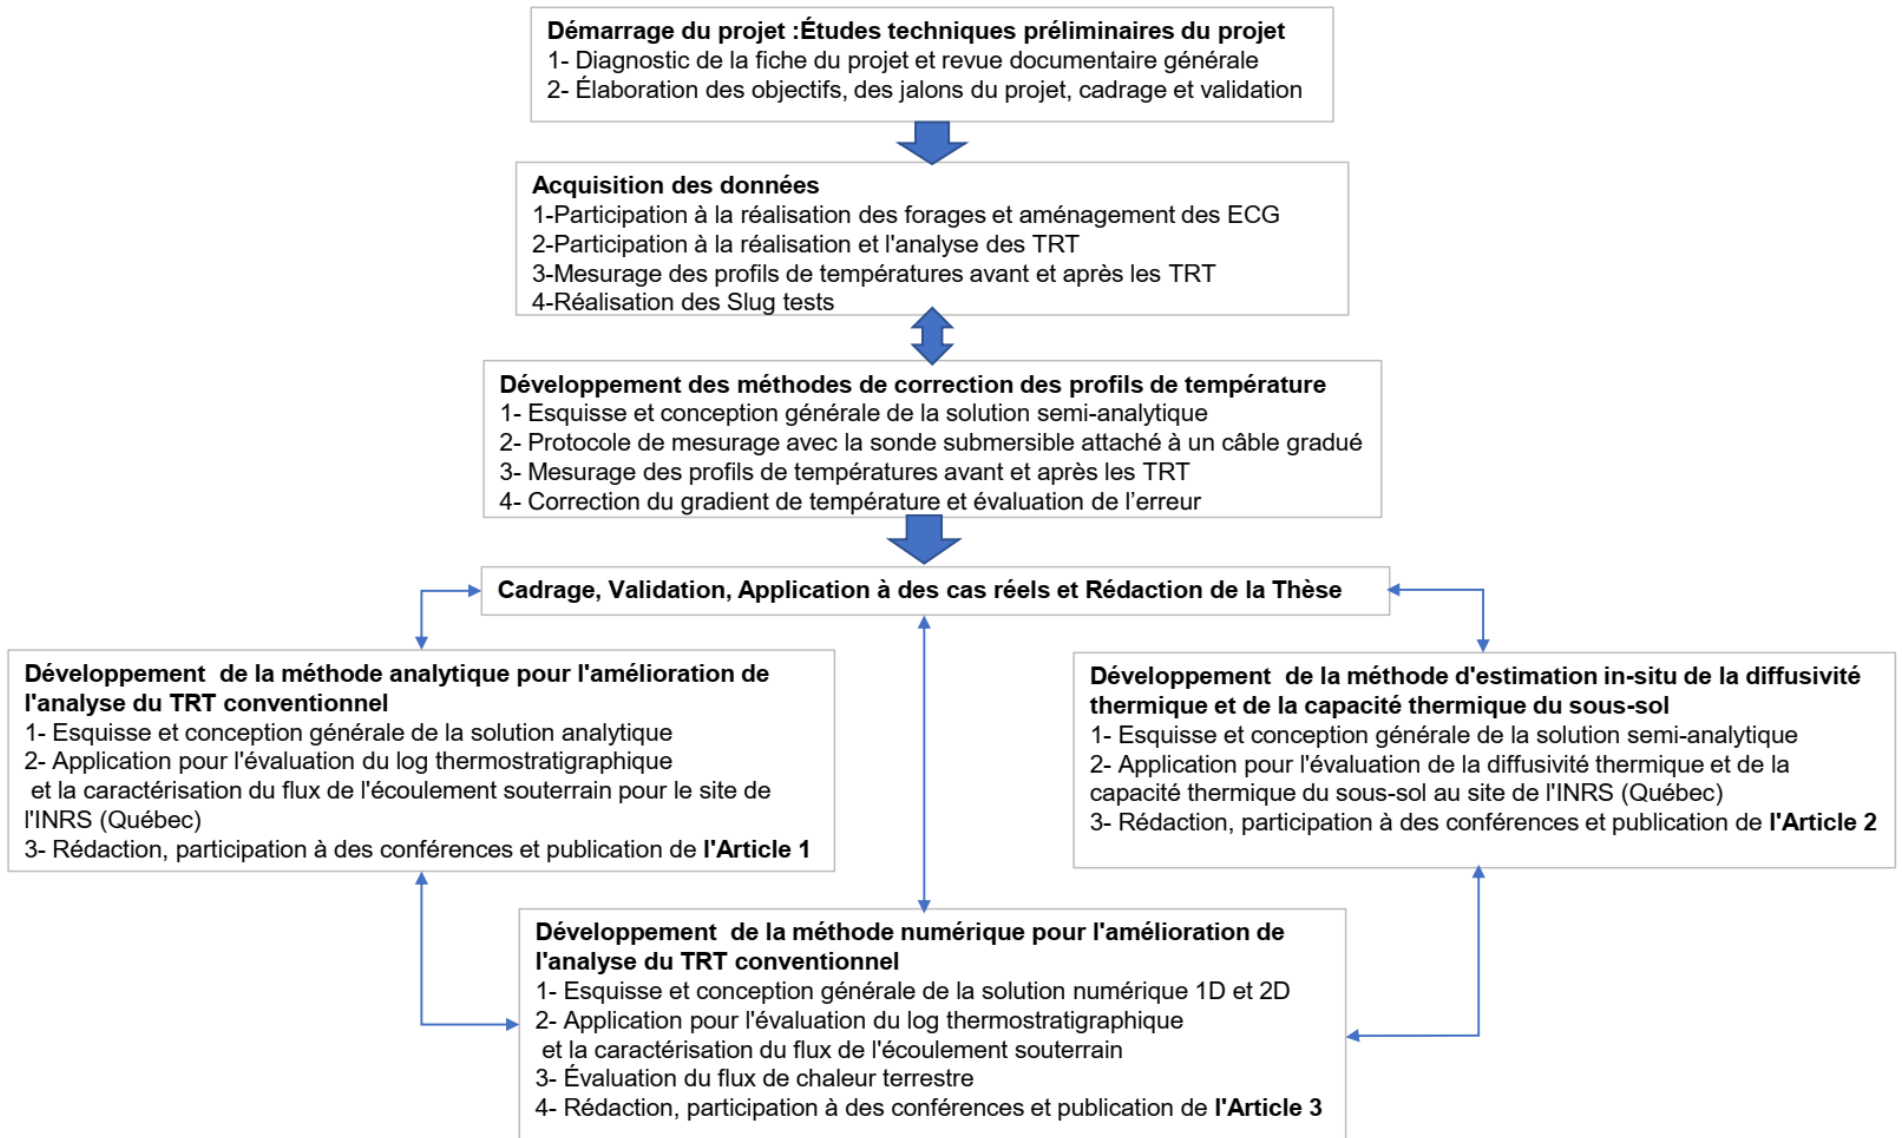 Démarrage du projet :Études techniques préliminaires du projet
1- Diagnostic de la fiche du projet et revue documentaire générale
2- Élaboration des objectifs, des jalons du projet, cadrage et validation
Acquisition des données
1-Participation à la réalisation des forages et aménagement des ECG
2-Participation à la réalisation et l'analyse des TRT
3-Mesurage des profils de températures avant et après les TRT
4-Réalisation des Slug tests
Développement des méthodes de correction des profils de température
1- Esquisse et conception générale de la solution semi-analytique
2- Protocole de mesurage avec la sonde submersible attaché à un câble gradué
3- Mesurage des profils de températures avant et après les TRT
4- Correction du gradient de température et évaluation de l’erreur
Cadrage, Validation, Application à des cas réels et Rédaction de la Thèse
Développement  de la méthode analytique pour l'amélioration de
l'analyse du TRT conventionnel
1- Esquisse et conception générale de la solution analytique
2- Application pour l'évaluation du log thermostratigraphique
et la caractérisation du flux de l'écoulement souterrain pour le site de
l'INRS (Québec)
3- Rédaction, participation à des conférences et publication de l'Article 1
Développement  de la méthode d'estimation in-situ de la diffusivité
thermique et de la capacité thermique du sous-sol
1- Esquisse et conception générale de la solution semi-analytique
2- Application pour l'évaluation de la diffusivité thermique et de la
capacité thermique du sous-sol au site de l'INRS (Québec)
3- Rédaction, participation à des conférences et publication de l'Article 2
Développement  de la méthode numérique pour l'amélioration de
l'analyse du TRT conventionnel
1- Esquisse et conception générale de la solution numérique 1D et 2D
2- Application pour l'évaluation du log thermostratigraphique
et la caractérisation du flux de l'écoulement souterrain
3- Évaluation du flux de chaleur terrestre
4- Rédaction, participation à des conférences et publication de l'Article 3